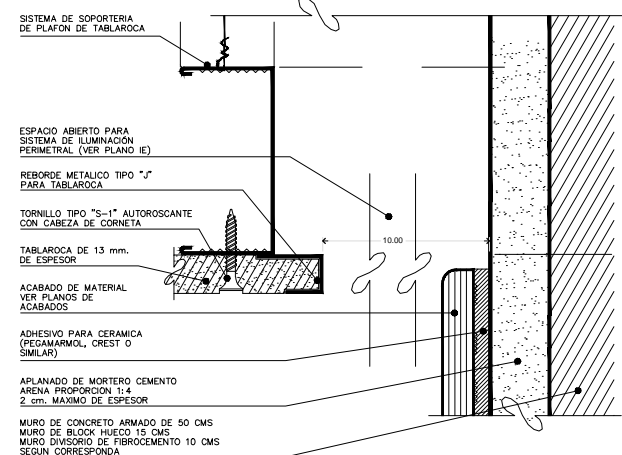 SISTEMA DE SOPORTERIA
DE PLAFON DE TABLAROCA
ESPACIO ABIERTO PARA
SISTEMA DE ILUMINACIÓN
PERIMETRAL (VER PLANO IE)
REBORDE METALICO TIPO "J"
PARA TABLAROCA
TORNILLO TIPO "S-1" AUTOROSCANTE
CON CABEZA DE CORNETA
TABLAROCA DE 13 mm.
DE ESPESOR
ACABADO DE MATERIAL
VER PLANOS DE
ACABADOS
ADHESIVO PARA CERAMICA
(PEGAMARMOL, CREST O
SIMILAR)
APLANADO DE MORTERO CEMENTO
ARENA PROPORCION 1:4
2 cm. MAXIMO DE ESPESOR
MURO DE CONCRETO ARMADO DE 50 CMS
MURO DE BLOCK HUECO 15 CMS
MURO DIVISORIO DE FIBROCEMENTO 10 CMS
SEGUN CORRESPONDA
10.00